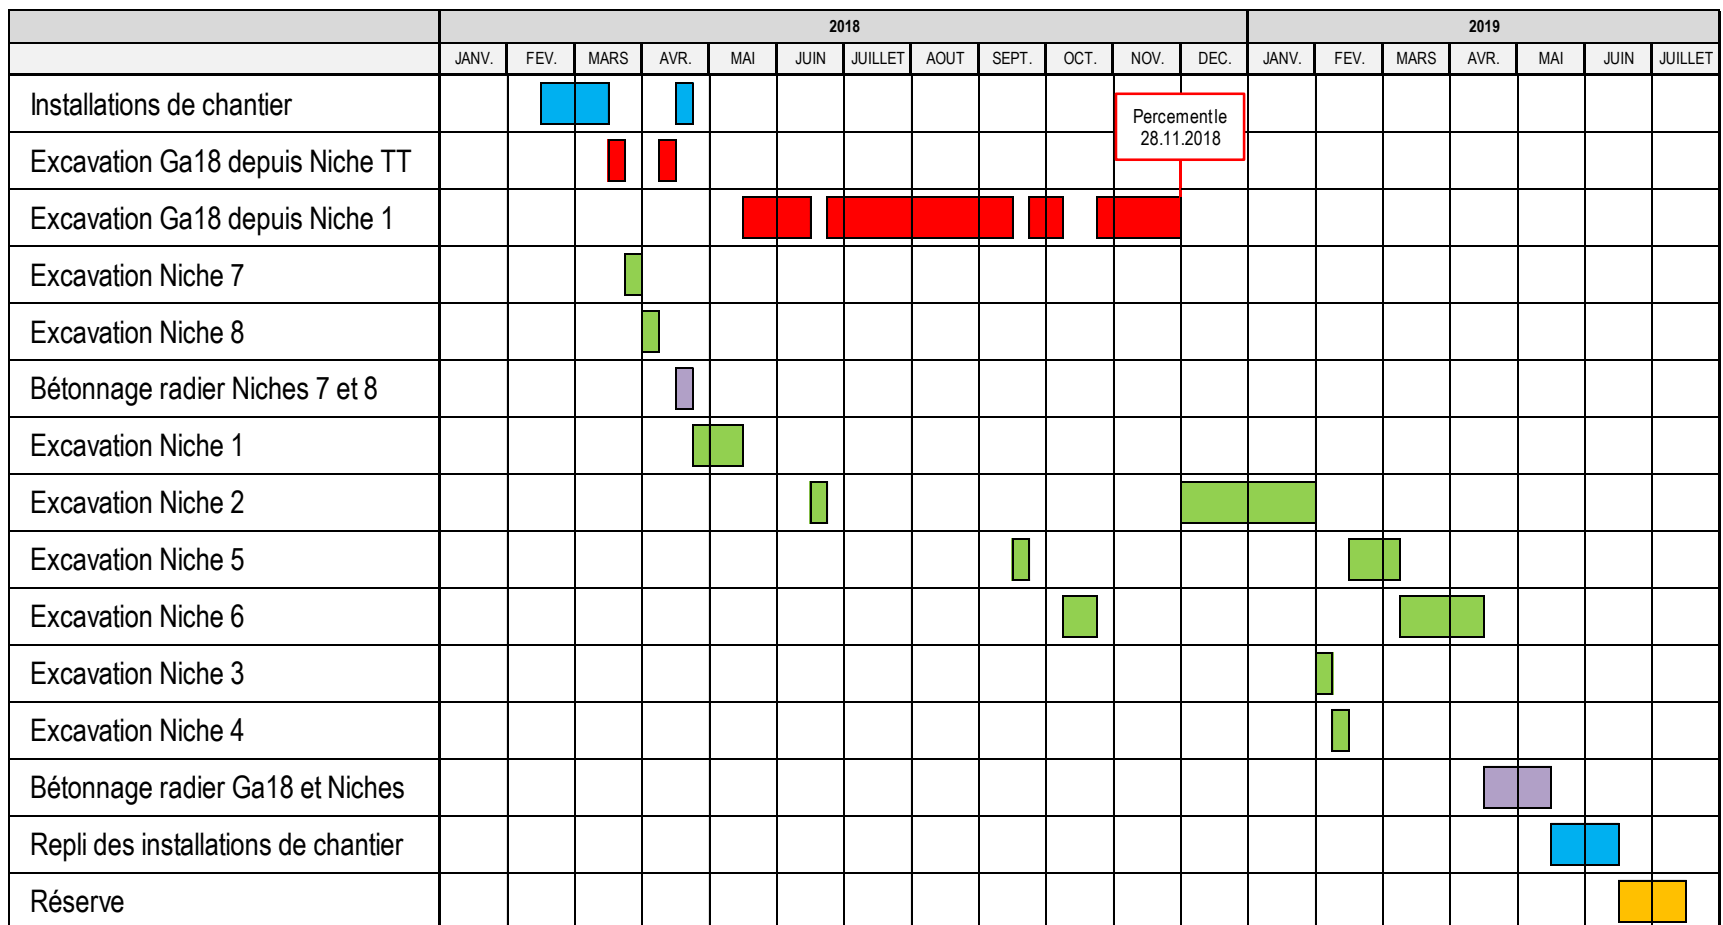 2018 2019
JANV. FEV. MARS AVR. MAI JUIN JUILLET AOUT SEPT. OCT. NOV. DEC. JANV. FEV. MARS AVR. MAI JUIN JUILLET
Installations de chantier
Percement le
28.11.2018
Excavation Ga18 depuis Niche TT
Excavation Ga18 depuis Niche 1
Excavation Niche 7
Excavation Niche 8
Bétonnage radier Niches 7 et 8
Excavation Niche 1
Excavation Niche 2
Excavation Niche 5
Excavation Niche 6
Excavation Niche 3
Excavation Niche 4
Bétonnage radier Ga18 et Niches
Repli des installations de chantier
Réserve